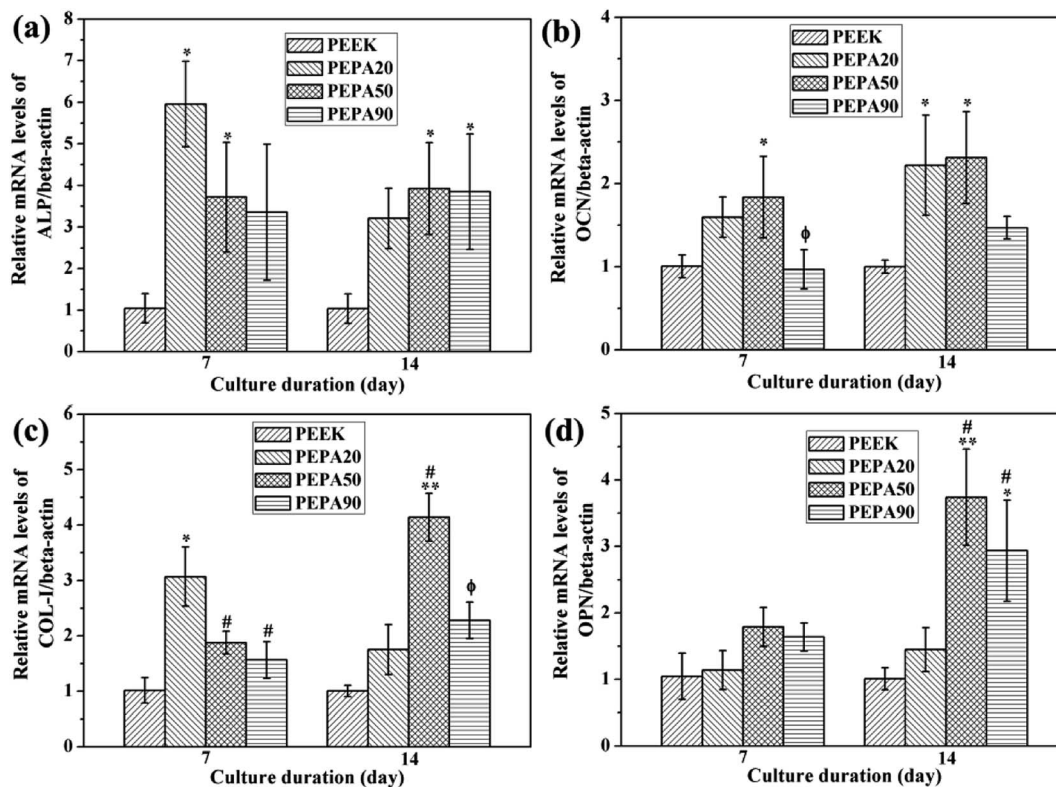 (a)
8
7
6
5
4
3
2
1
0
Relative mRNA levels of
ALP/beta-actin
PEEK
PEPA20
PEPA50
PEPA90
*
*
*
*
7
14
Culture duration (day)
(b)
4
3
2
1
0
Relative mRNA levels of
OCN/beta-actin
PEEK
PEPA20
PEPA50
PEPA90
*
ϕ
*
*
7
14
Culture duration (day)
(c)
6
5
4
3
2
1
0
Relative mRNA levels of
COL-I/beta-actin
PEEK
PEPA20
PEPA50
PEPA90
*
#
#
#
**
ϕ
7
14
Culture duration (day)
(d)
5
4
3
2
1
0
Relative mRNA levels of
OPN/beta-actin
PEEK
PEPA20
PEPA50
PEPA90
#
**
#
*
7
14
Culture duration (day)